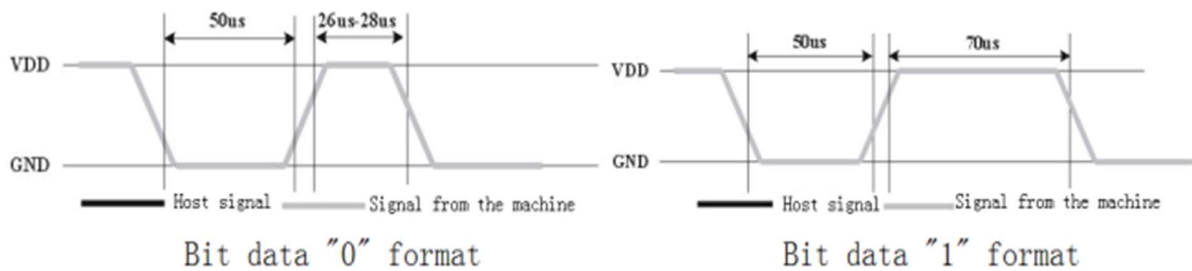 50us 26us-28us
VDD
GND
Host signal Signal from the machine
Bit data "0" format
50us 70us
VDD
GND
Host signal Signal from the machine
Bit data "1" format